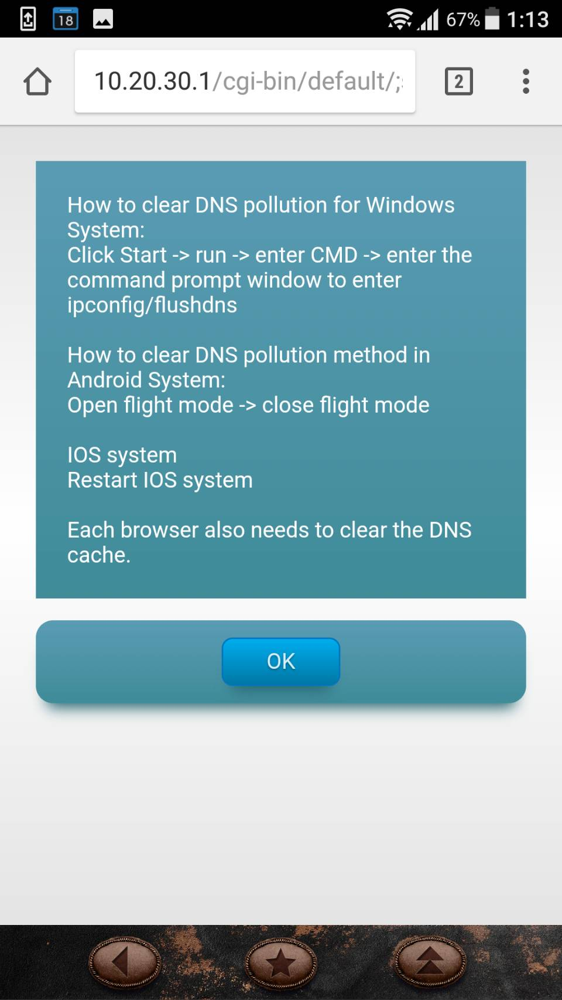 18
67%
1:13
10.20.30.1/cgi-bin/default/;
2
How to clear DNS pollution for Windows
System:
Click Start -> run -> enter CMD -> enter the
command prompt window to enter
ipconfig/flushdns
How to clear DNS pollution method in
Android System:
Open flight mode -> close flight mode
IOS system
Restart IOS system
Each browser also needs to clear the DNS
cache.
OK